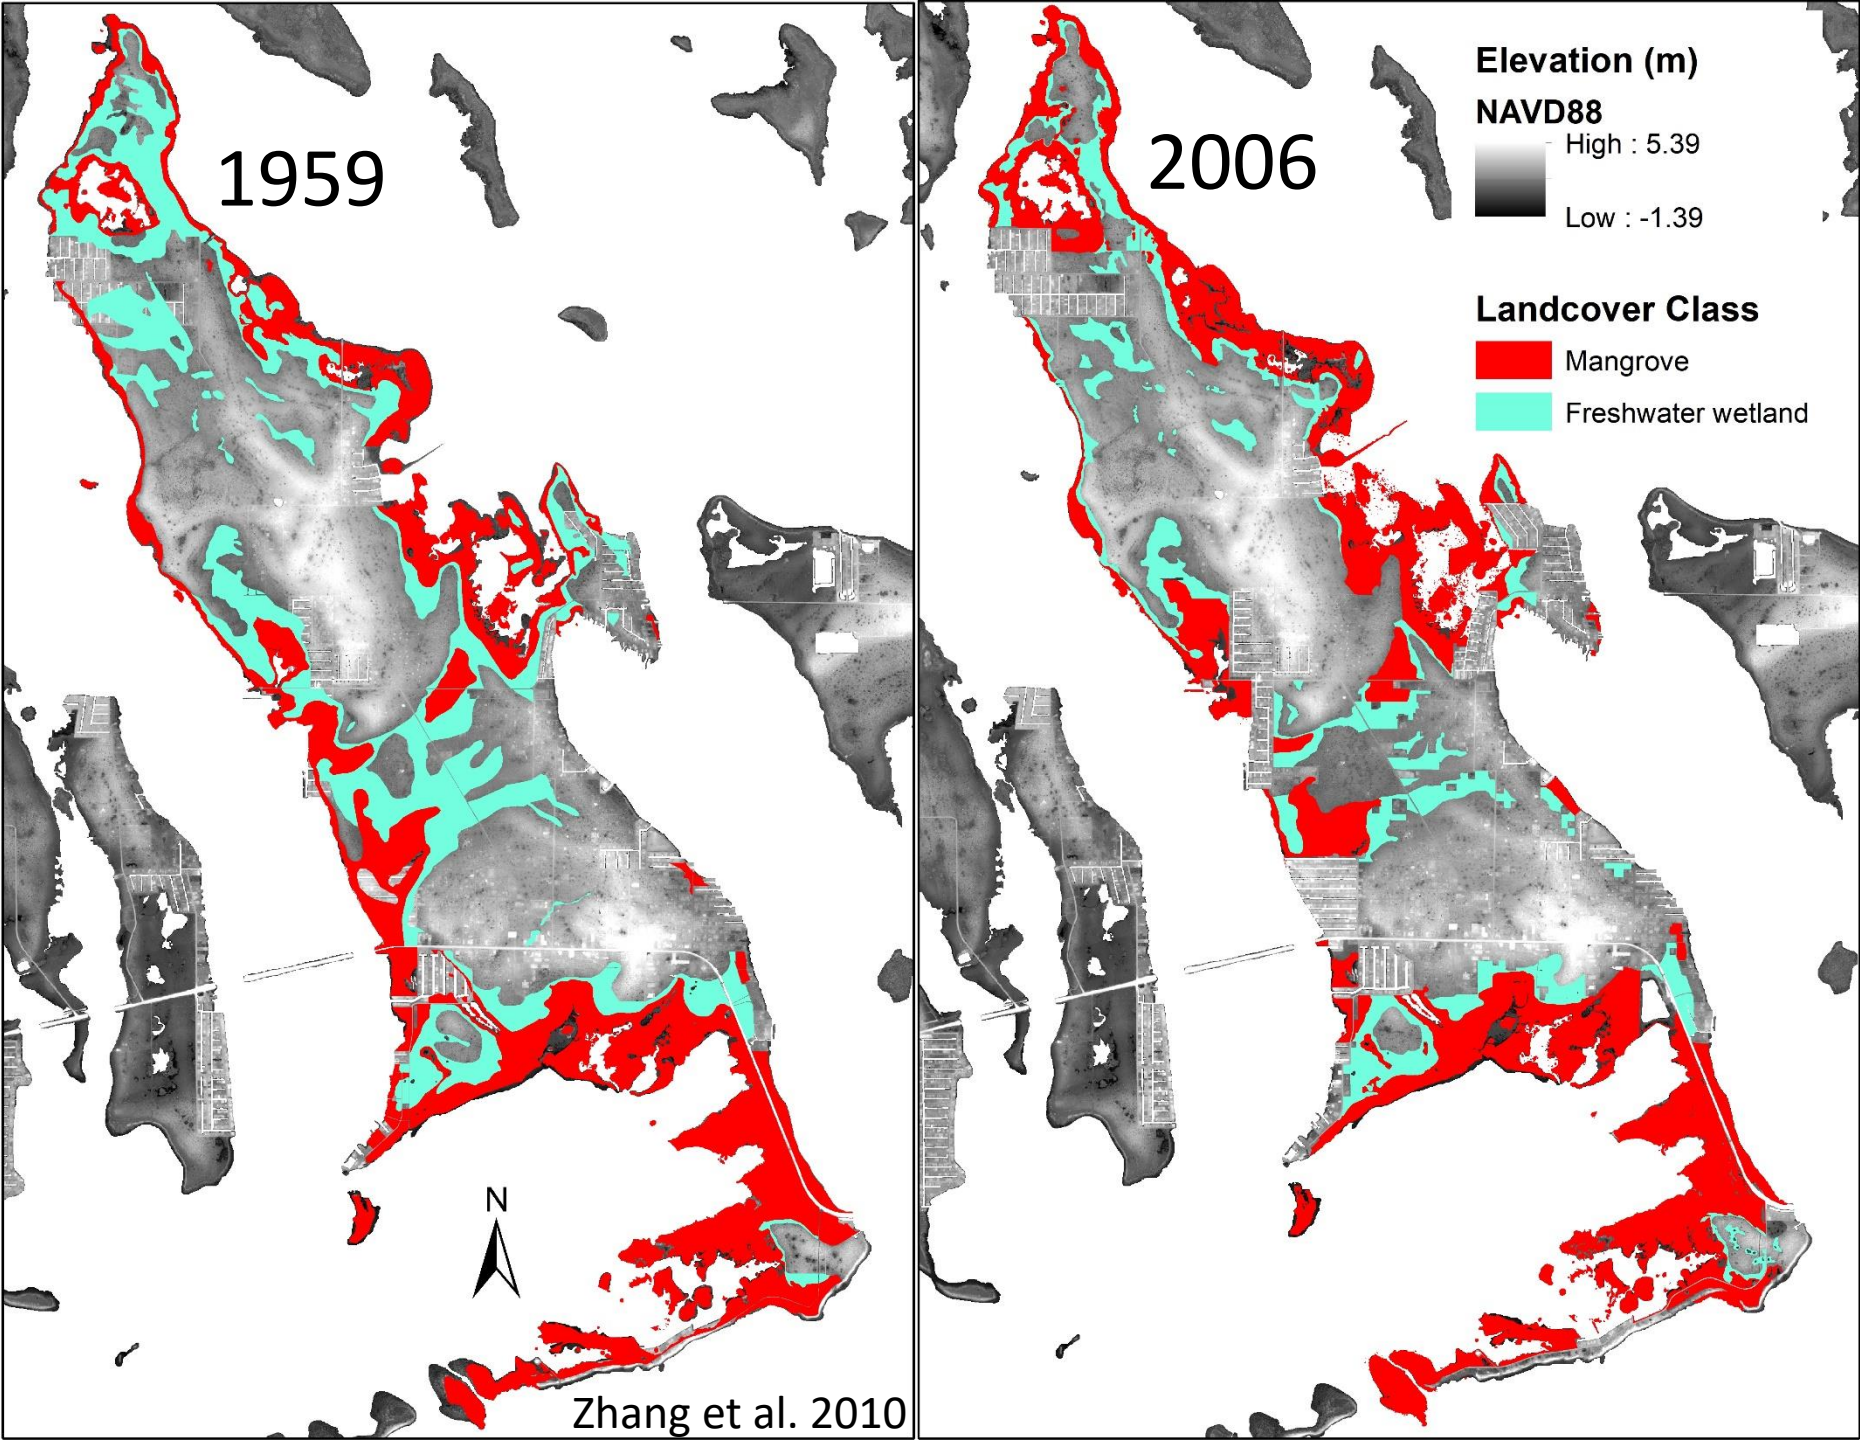 1959
N
Zhang et al. 2010
2006
Elevation (m)
NAVD88
High : 5.39
Low : -1.39
Landcover Class
Mangrove
Freshwater wetland